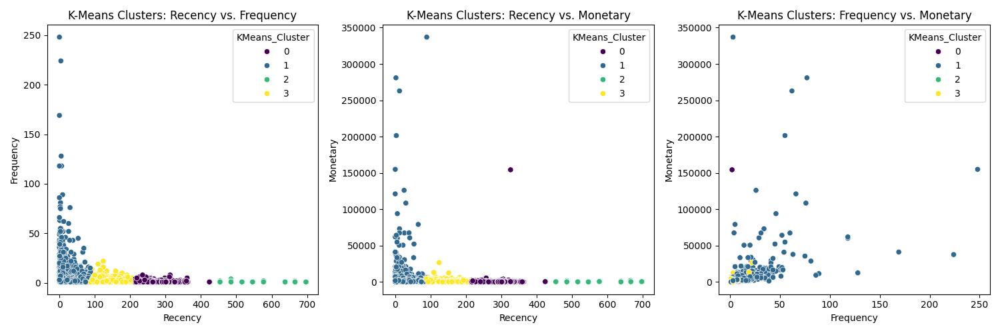 K-Means Clusters: Recency vs. Frequency
KMeans_Cluster
0
1
2
3
250
200
150
100
50
0
Frequency
0 100 200 300 400 500 600 700
Recency
K-Means Clusters: Recency vs. Monetary
KMeans_Cluster
0
1
2
3
350000
300000
250000
200000
150000
100000
50000
0
Monetary
0 100 200 300 400 500 600 700
Recency
K-Means Clusters: Frequency vs. Monetary
KMeans_Cluster
0
1
2
3
350000
300000
250000
200000
150000
100000
50000
0
Monetary
0 50 100 150 200 250
Frequency